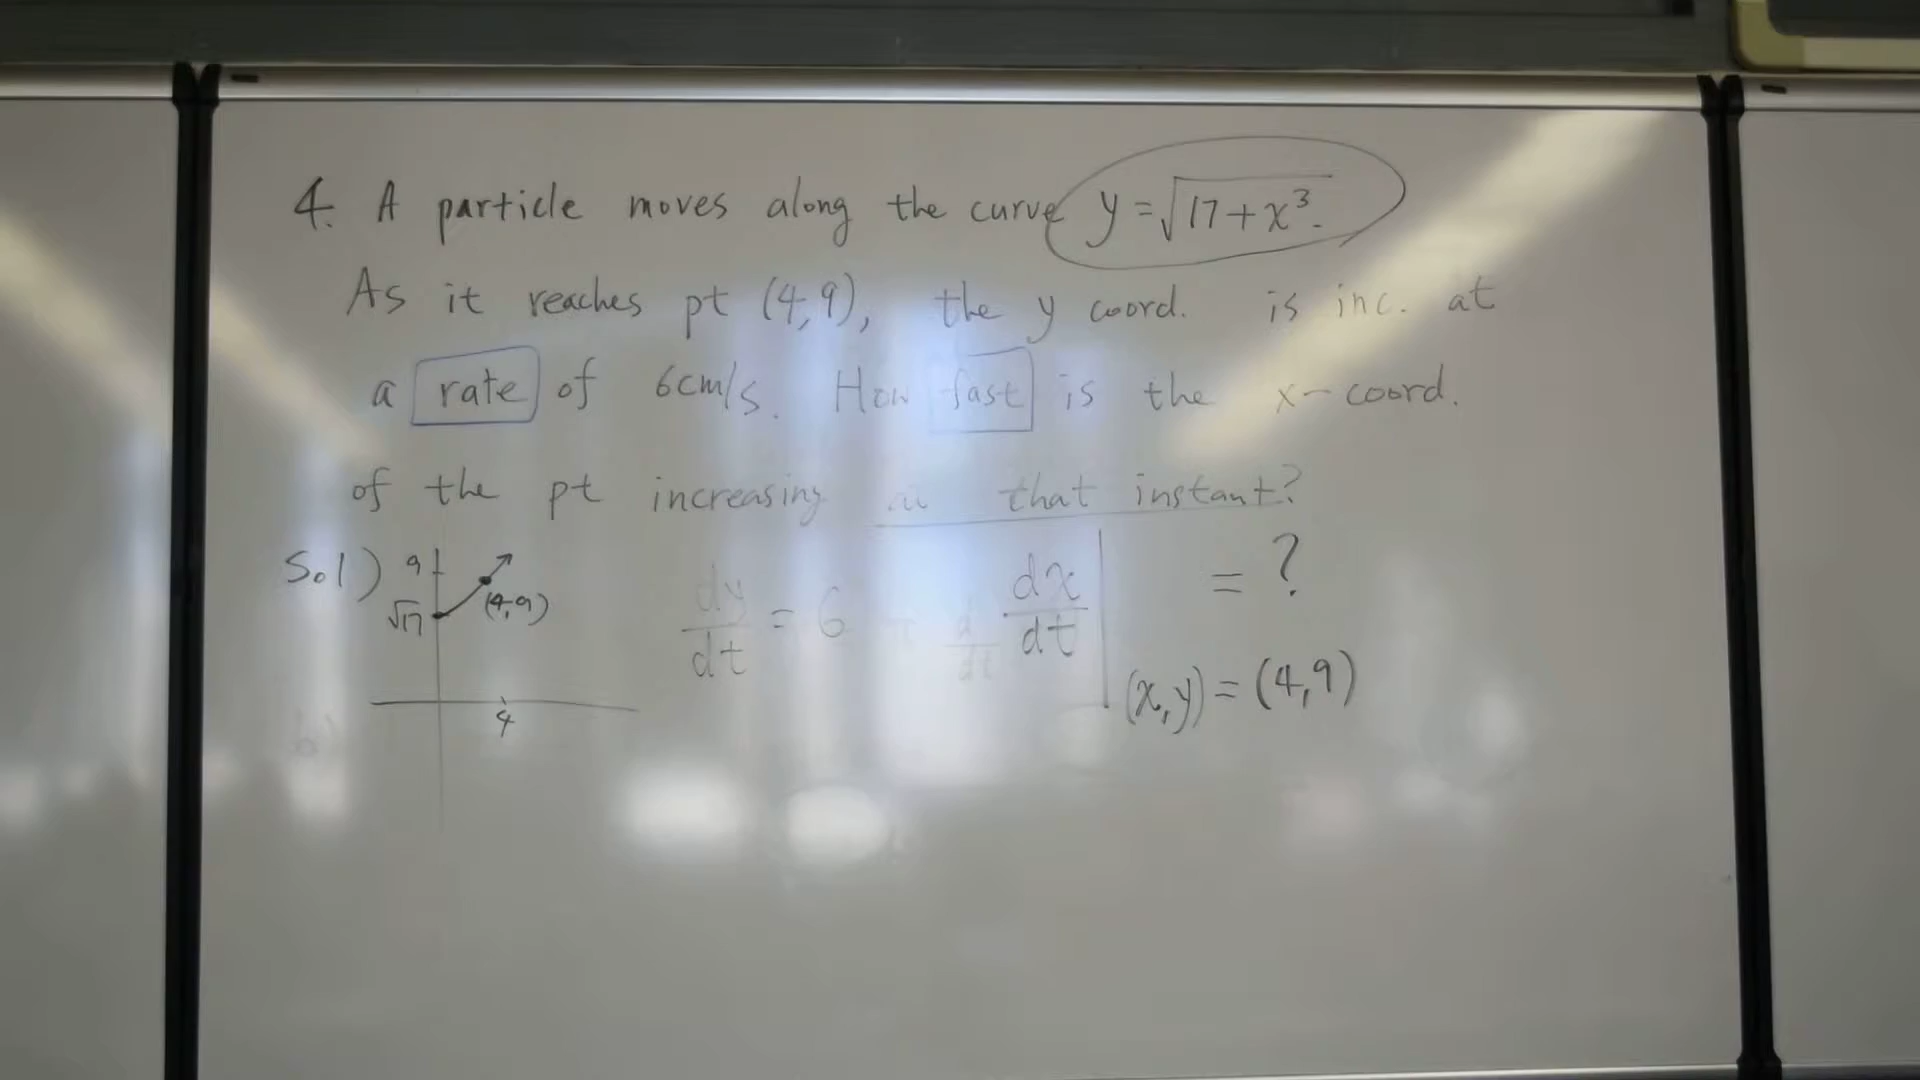 4. A particle moves along the curve y = √17+x³.
As it reaches pt (4,9), the y coord. is inc. at
a rate of 6cm/s. How fast is the x-coord.
of the pt increasing at that instant?
Sol) 9 √17 (4,9) 4
dy/dt = 6 dx/dt | (x,y) = (4,9) = ?